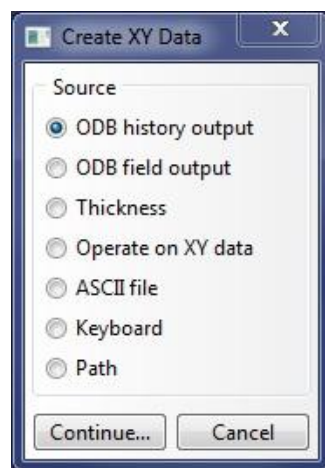 Create XY Data
X
Source
ODB history output
ODB field output
Thickness
Operate on XY data
ASCII file
Keyboard
Path
Continue... Cancel